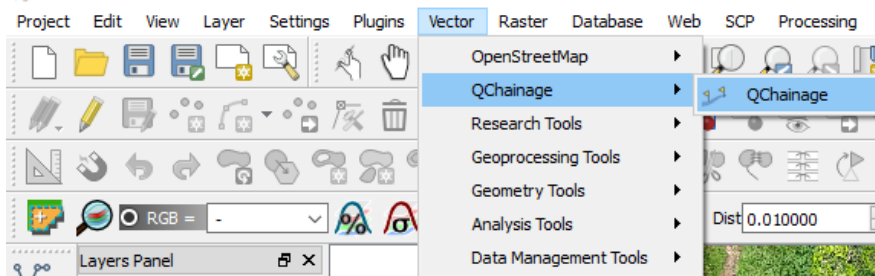 Project Edit View Layer Settings Plugins Vector Raster Database Web SCP Processing
OpenStreetMap
QChainage
QChainage
Research Tools
Geoprocessing Tools
Geometry Tools
RGB = -
Analysis Tools
Dist 0.010000
Layers Panel
Data Management Tools